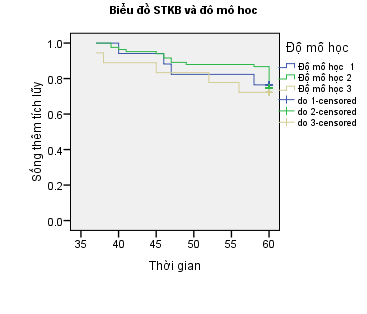 Biểu đồ STKB và đô mô hoc
Độ mô học
Độ mô học 1
Độ mô học 2
Độ mô học 3
do 1-censored
do 2-censored
do 3-censored
Sống thêm tích lũy
1.0
0.8
0.6
0.4
0.2
0.0
35 40 45 50 55 60
Thời gian